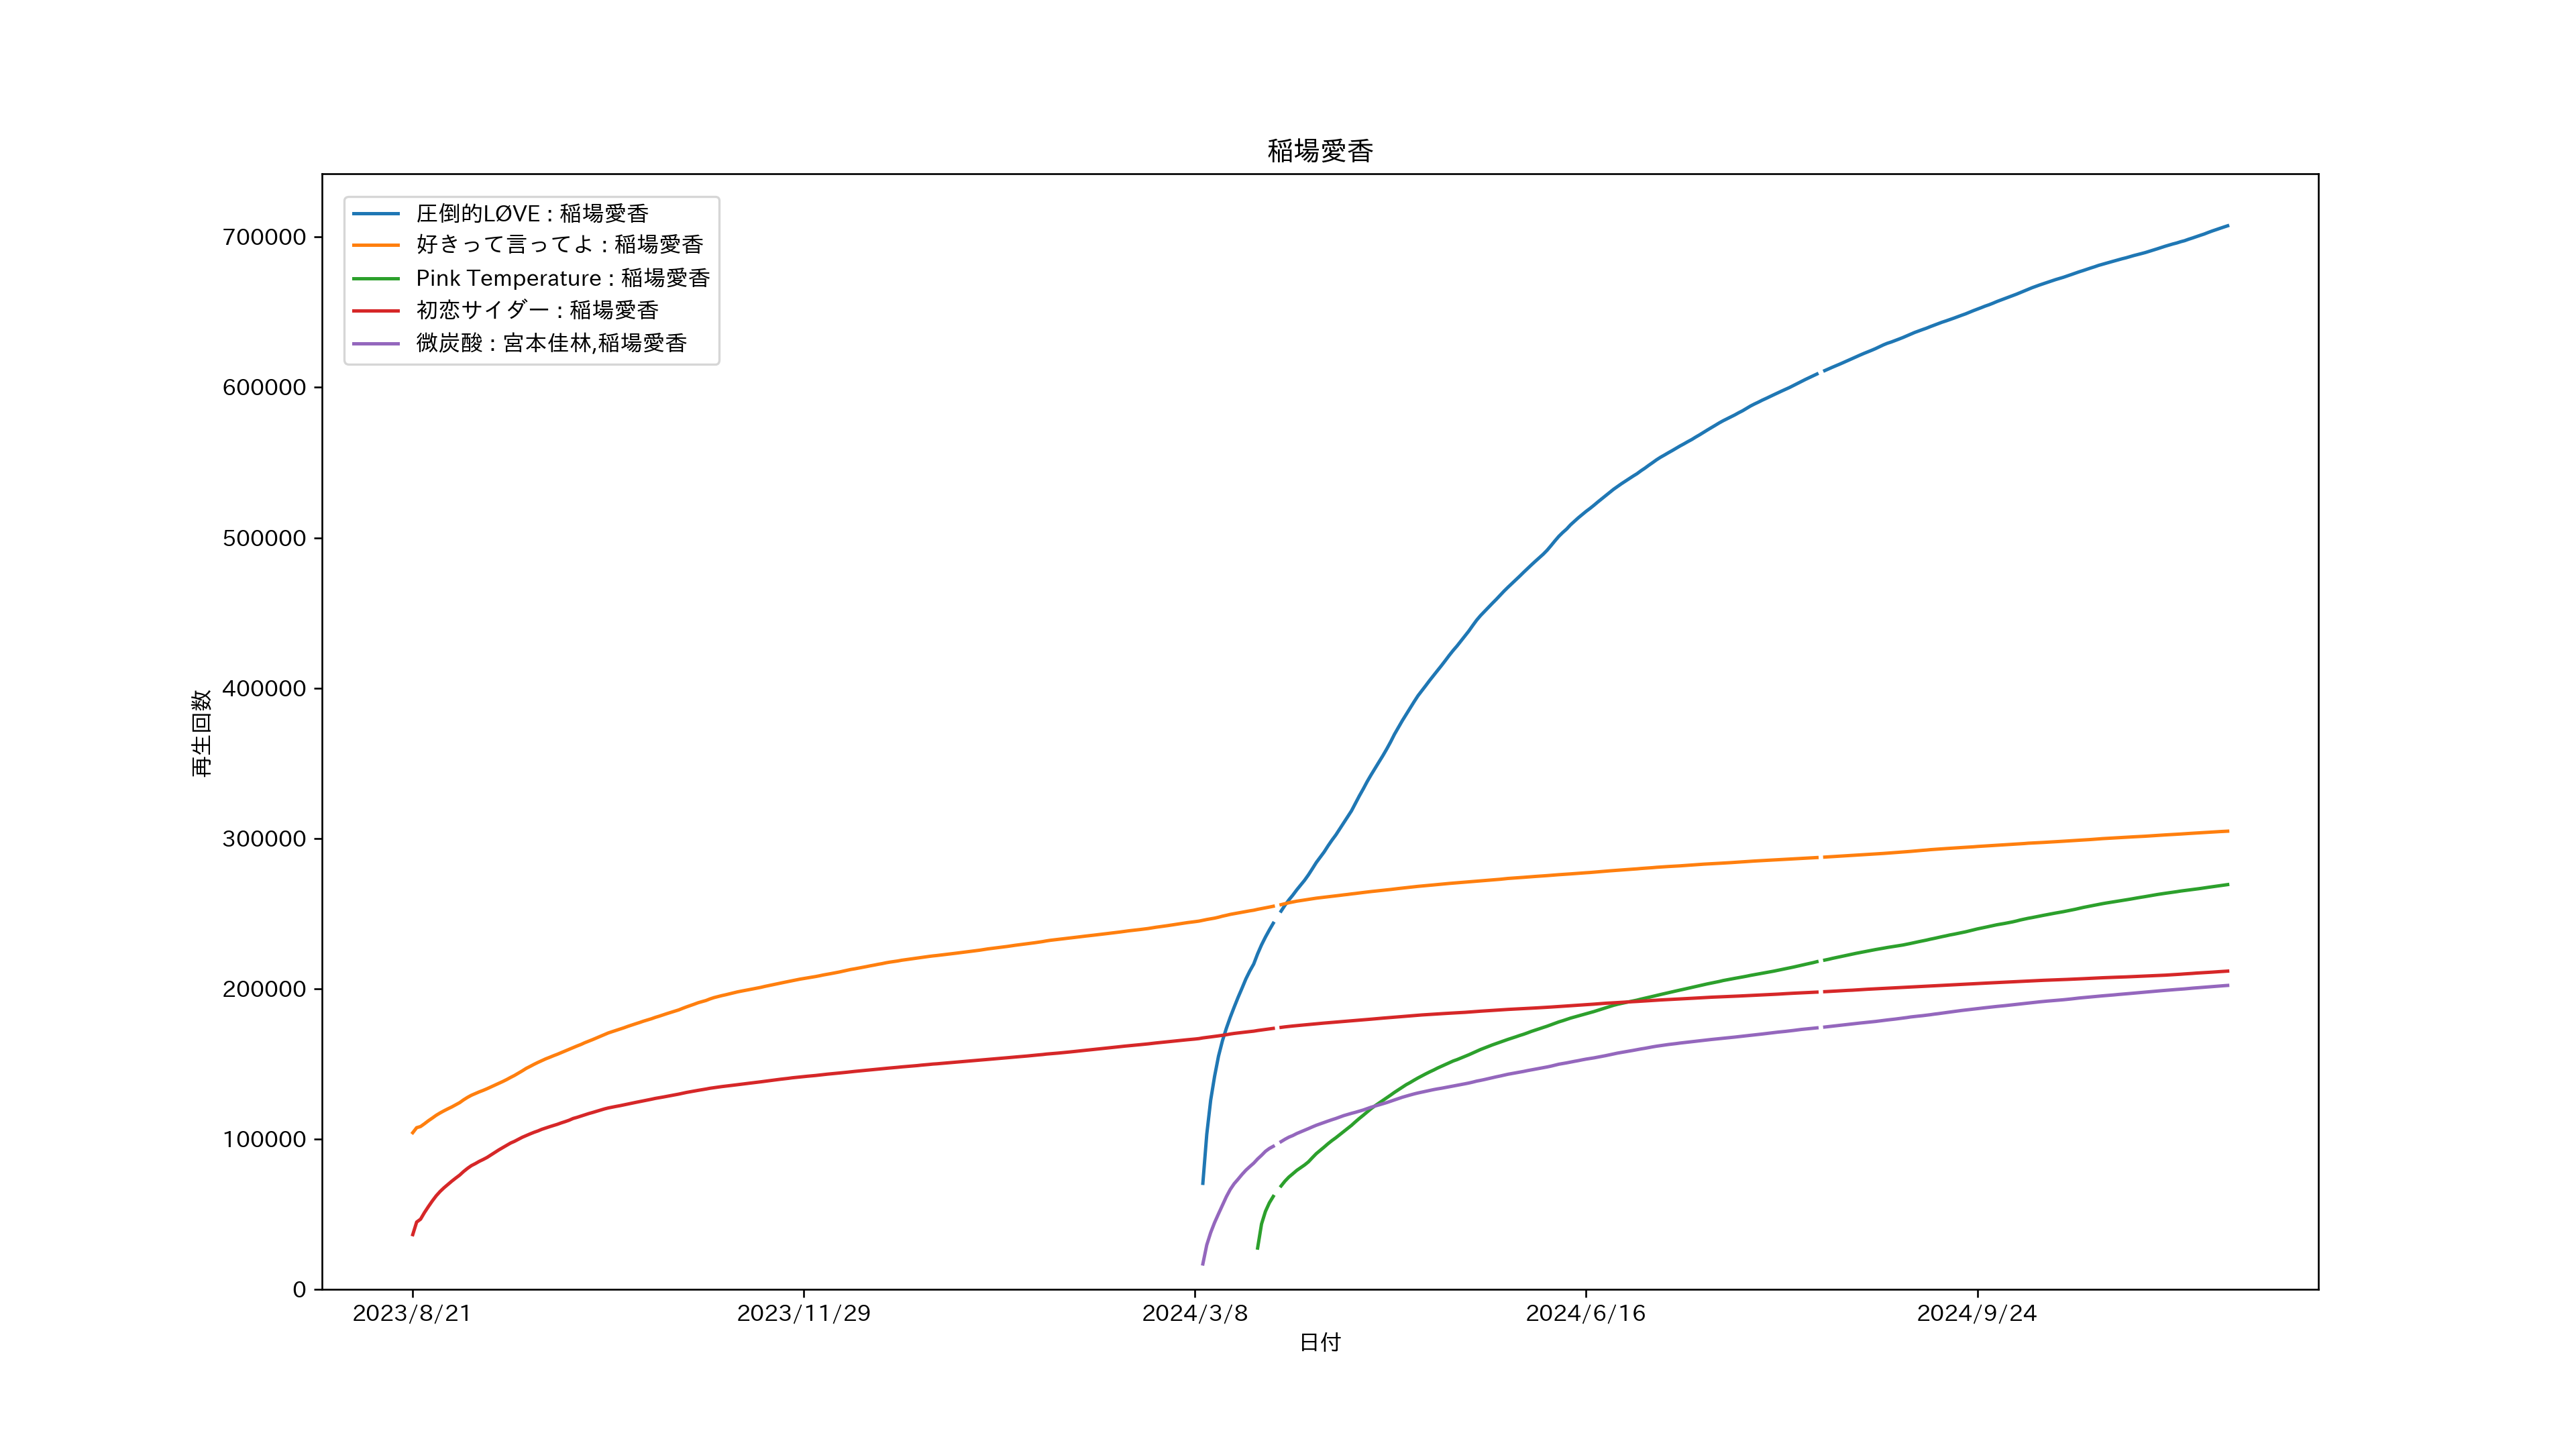 稲場愛香
圧倒的LØVE : 稲場愛香
好きって言ってよ : 稲場愛香
Pink Temperature : 稲場愛香
初恋サイダー : 稲場愛香
微炭酸 : 宮本佳林,稲場愛香
再生回数
700000
600000
500000
400000
300000
200000
100000
0
2023/8/21 2023/11/29 2024/3/8 2024/6/16 2024/9/24
日付